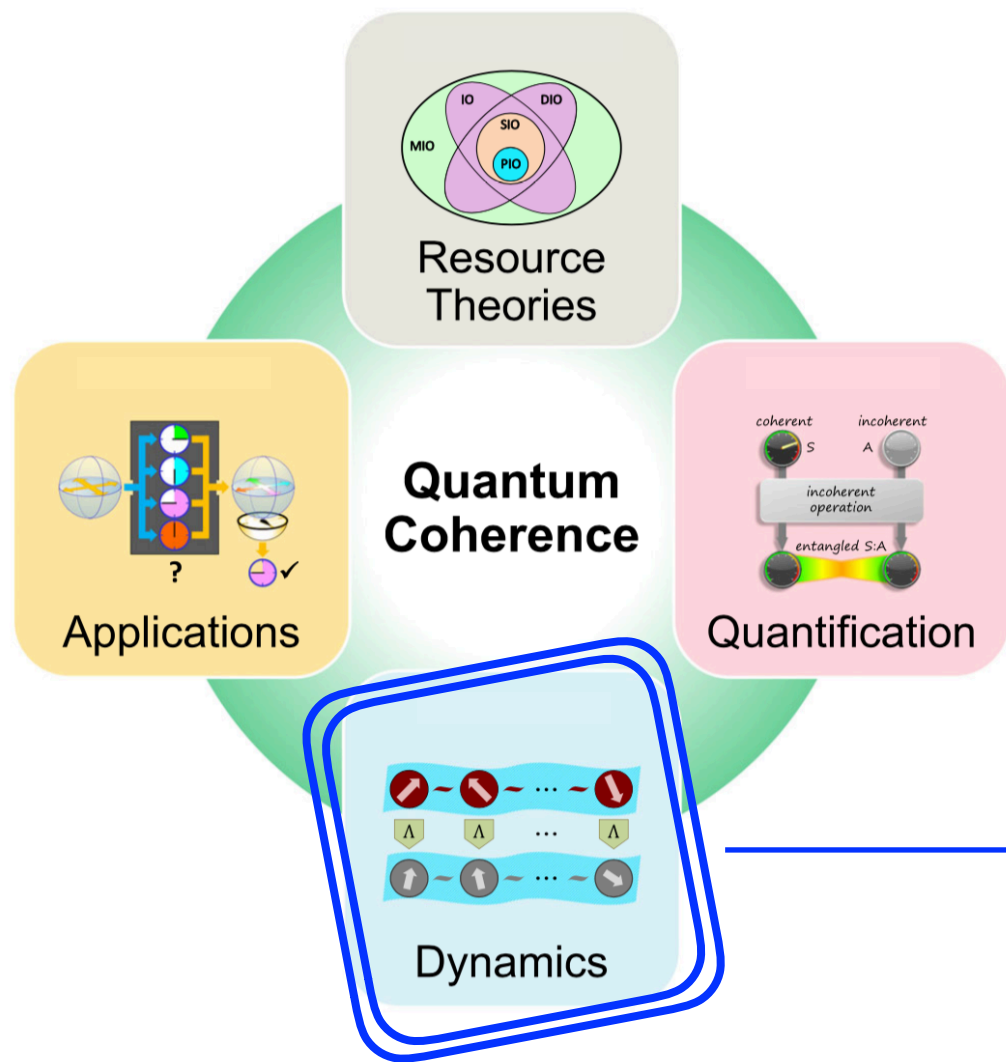 IO DIO
SIO
MIO
PIO
Resource
Theories
Quantum
Coherence
?
✓
Applications
coherent incoherent
S A
incoherent
operation
entangled S:A
Quantification
~ ~ ... ~
Λ Λ ... Λ
~ ~ ... ~
Dynamics